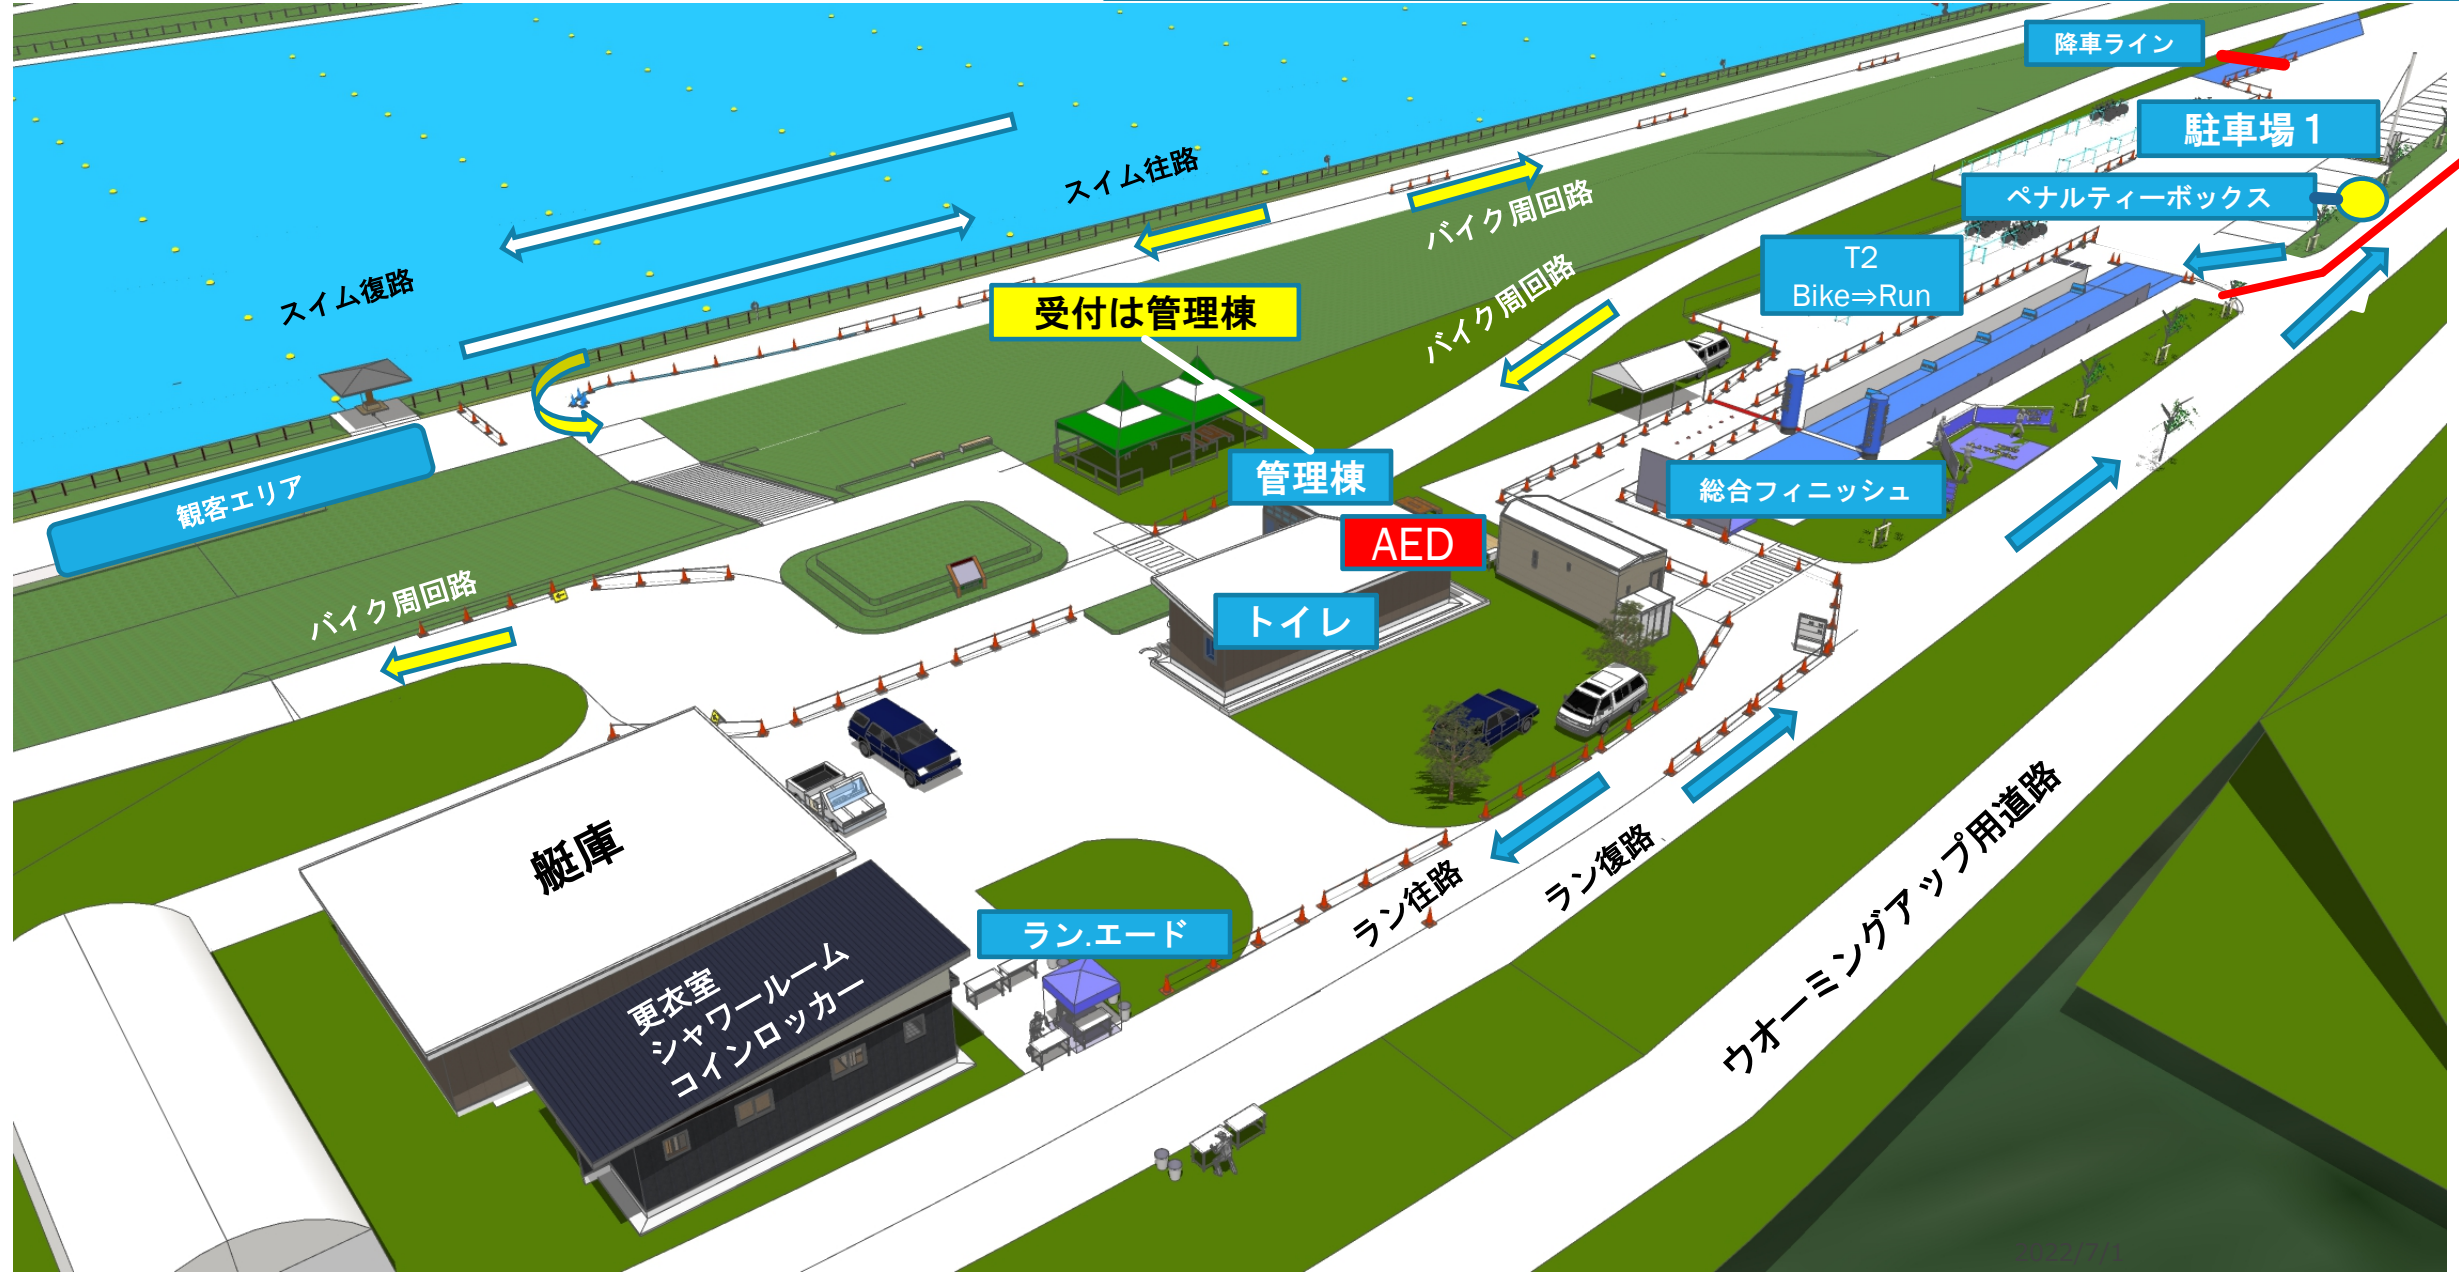 降車ライン
駐車場１
ペナルティーボックス
スイム往路
バイク周回路
T2
Bike⇒Run
スイム復路
受付は管理棟
バイク周回路
管理棟
総合フィニッシュ
観客エリア
AED
バイク周回路
トイレ
艇庫
ラン往路
ラン復路
ウオーミングアップ用道路
ラン.エード
更衣室
シャワールーム
コインロッカー
2022/7/1